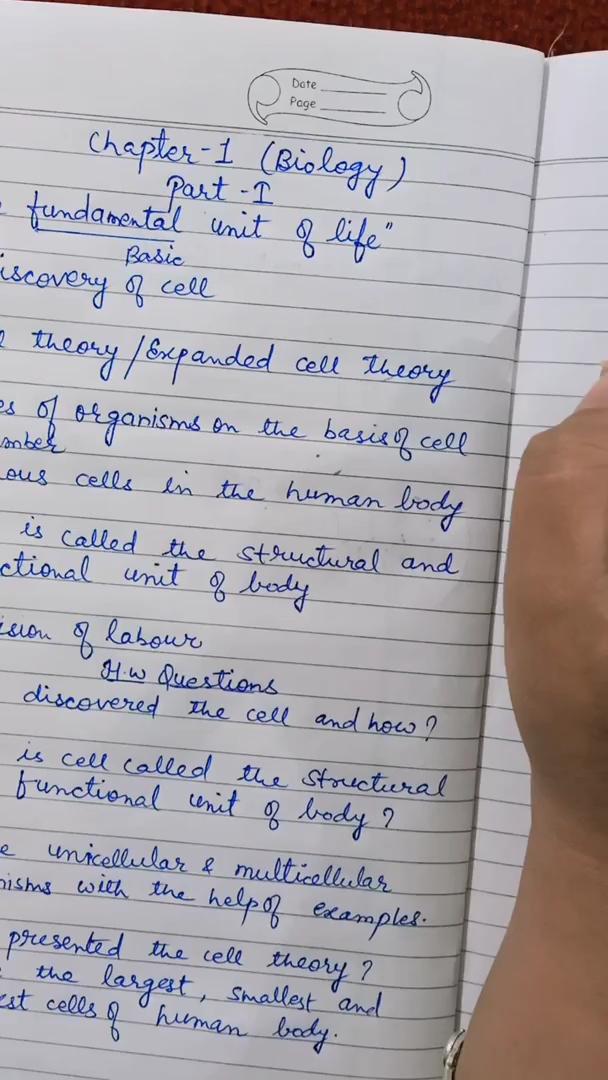 Date
Page
Chapter-1 (Biology)
Part-I
fundamental unit of life"
Basic
iscovery of cell
theory/Expanded cell theory
es of organisms on the basis of cell
mber
ous cells in the human body
is called the structural and
ctional unit of body
ision of labour
H.w Questions
discovered the cell and how?
is cell called the structural
functional unit of body?
e unicellular & multicellular
nisms with the help of examples.
presented the cell theory?
the largest, smallest and
est cells of human body.